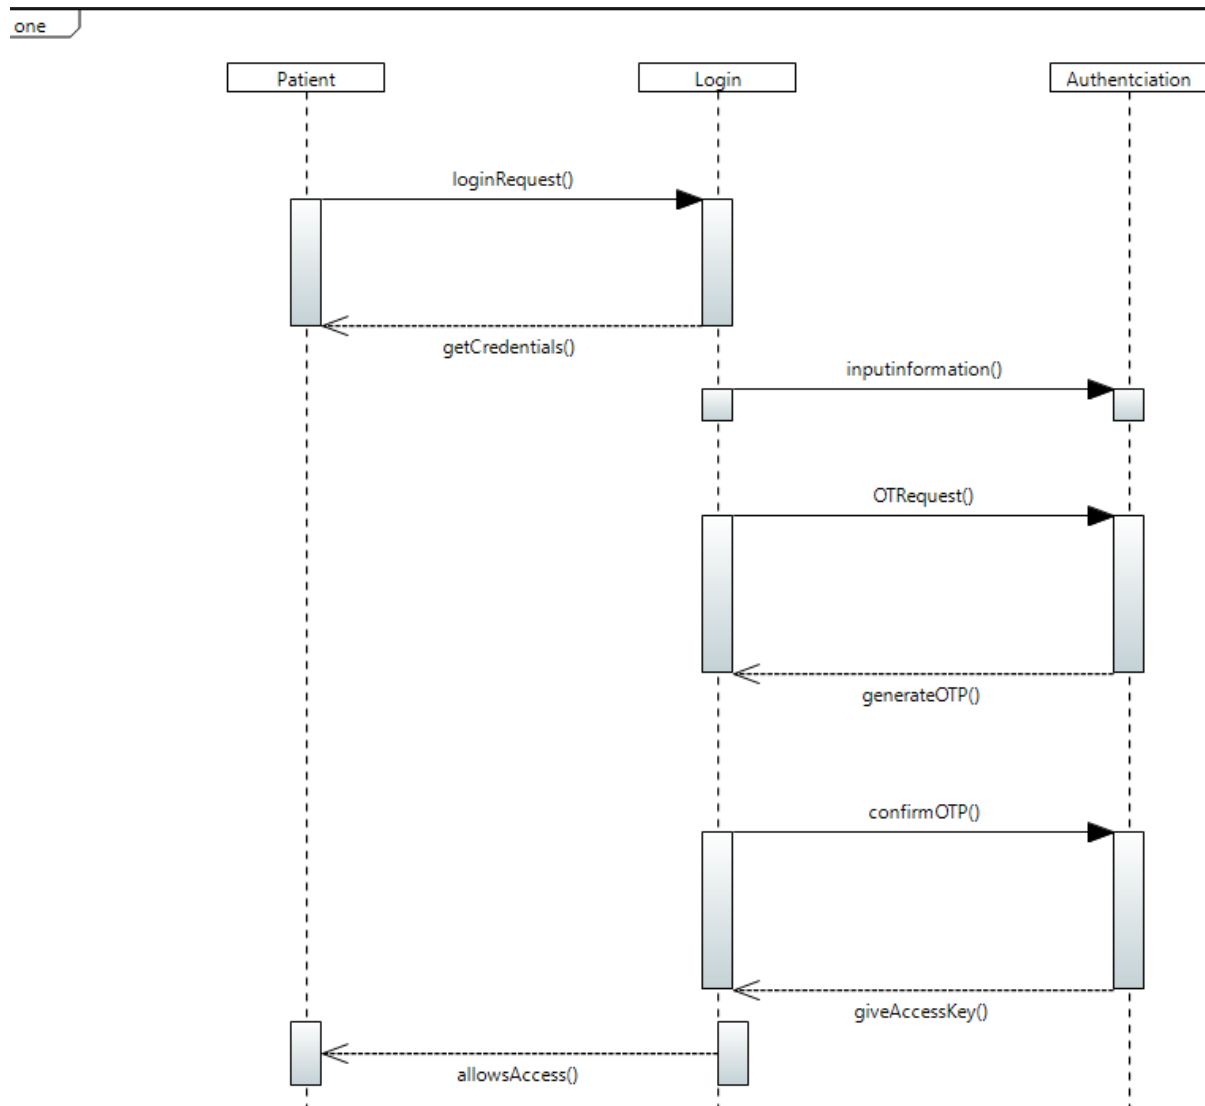 one
Patient
Login
Authentciation
loginRequest()
getCredentials()
inputinformation()
OTRequest()
generateOTP()
confirmOTP()
giveAccessKey()
allowsAccess()